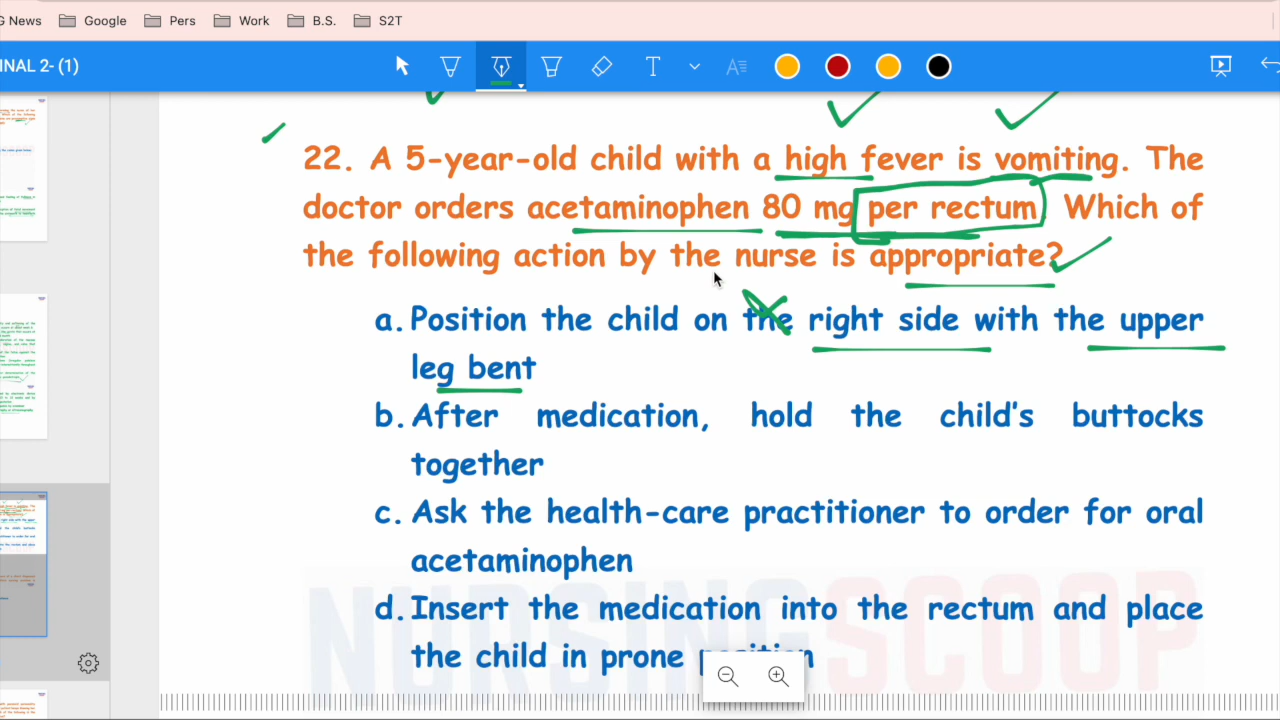 G News Google Pers Work B.S. S2T
INAL 2- (1)
T
22. A 5-year-old child with a high fever is vomiting. The
doctor orders acetaminophen 80 mg per rectum. Which of
the following action by the nurse is appropriate?
a. Position the child on the right side with the upper
leg bent
b. After medication, hold the child's buttocks
together
c. Ask the health-care practitioner to order for oral
acetaminophen
d. Insert the medication into the rectum and place
the child in prone position
NURSINGSCOOP